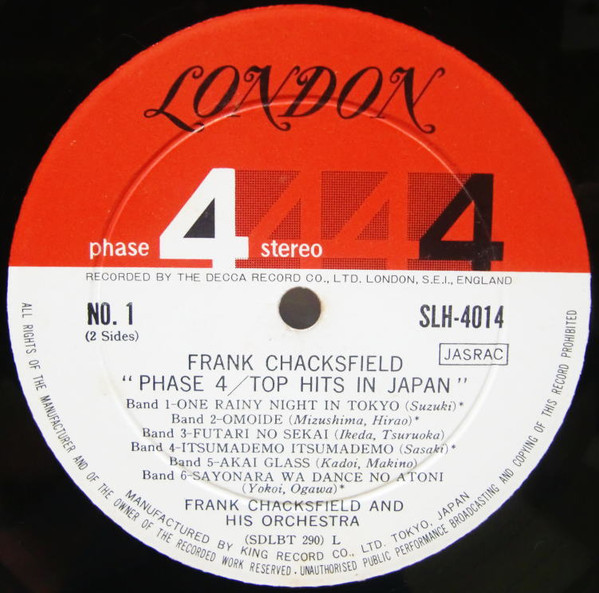 LONDON
phase 4 stereo 4 4 4
RECORDED BY THE DECCA RECORD CO., LTD. LONDON, S.E.I., ENGLAND
NO. 1
(2 Sides)
SLH-4014
JASRAC
FRANK CHACKSFIELD
"PHASE 4/TOP HITS IN JAPAN"
Band 1-ONE RAINY NIGHT IN TOKYO (Suzuki)*
Band 2-OMOIDE (Mizushima, Hirao)*
Band 3-FUTARI NO SEKAI (Ikeda, Tsuruoka)
Band 4-ITSUMADEMO ITSUMADEMO (Sasaki)*
Band 5-AKAI GLASS (Kadoi, Makino)
Band 6-SAYONARA WA DANCE NO ATONI
(Yokoi, Ogawa)*
FRANK CHACKSFIELD AND
HIS ORCHESTRA
(SDLBT 290) L
MANUFACTURED BY KING RECORD CO., LTD. TOKYO, JAPAN
ALL RIGHTS OF THE MANUFACTURER AND OF THE OWNER OF THE RECORDED WORK RESERVED. UNAUTHORISED PUBLIC PERFORMANCE BROADCASTING AND COPYING OF THIS RECORD PROHIBITED